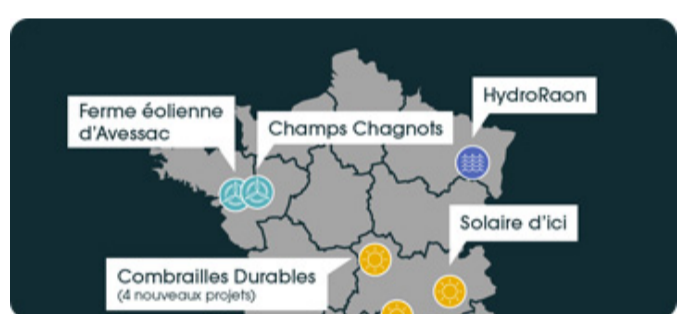 HydroRaon
Ferme éolienne
d'Avessac
Champs Chagnots
Solaire d'ici
Combrailles Durables
(4 nouveaux projets)